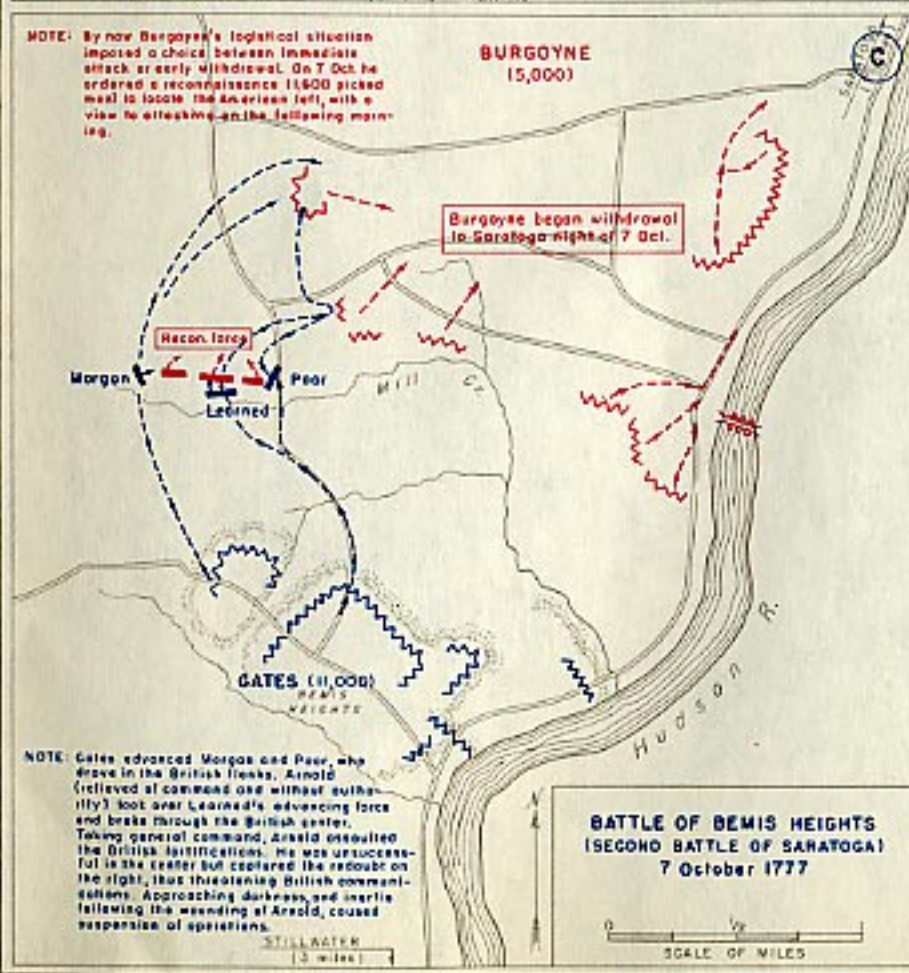 NOTE: By now Burgoyne's logistical situation
imposed a choice between immediate
attack or early withdrawal. On 7 Oct. he
ordered a reconnaissance (1,600 picked
men) to locate the American left, with a
view to attacking on the following morn-
ing.
BURGOYNE
(5,000)
C
Burgoyne began withdrawal
to Saratoga night of 7 Oct.
Recon. force
Morgan
Poor
Learned
Mill Cr.
GATES (11,000)
BEMIS
HEIGHTS
Hudson R.
NOTE: Gates advanced Morgan and Poor, who
drove in the British flanks. Arnold
(relieved of command and without autho-
rity) took over Learned's advancing force
and broke through the British center.
Taking general command, Arnold assaulted
the British fortifications. He was unsuccess-
ful in the center but captured the redoubt on
the right, thus threatening British communi-
cations. Approaching darkness, and inertia
following the wounding of Arnold, caused
suspension of operations.
STILLWATER
(3 miles)
N
BATTLE OF BEMIS HEIGHTS
(SECOND BATTLE OF SARATOGA)
7 October 1777
0 1/2 1
SCALE OF MILES